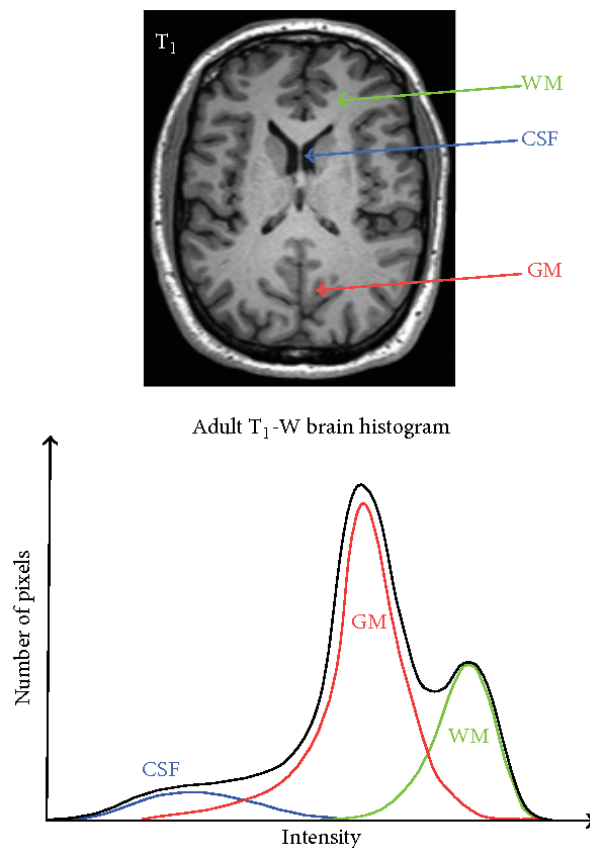 T1
WM
CSF
GM
Adult T1-W brain histogram
Number of pixels
GM
WM
CSF
Intensity